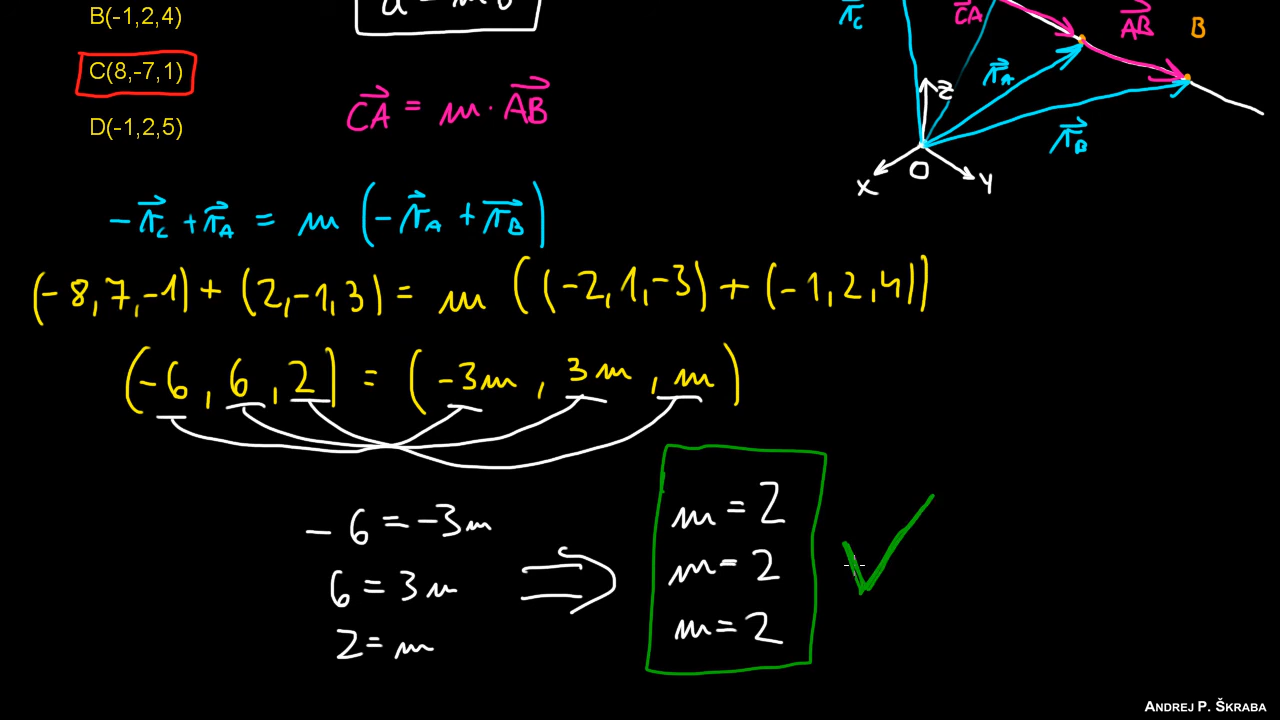 B(-1,2,4)
C(8,-7,1)
D(-1,2,5)
CA = m · AB
r_C
CA
AB
B
r_A
r_B
Z
X
O
Y
-r_C + r_A = m (-r_A + r_B)
(-8,7,-1) + (2,-1,3) = m ((-2,1,-3) + (-1,2,4))
(-6, 6, 2) = (-3m, 3m, m)
-6 = -3m
6 = 3m
2 = m
m = 2
m = 2
m = 2
ANDREJ P. ŠKRABA